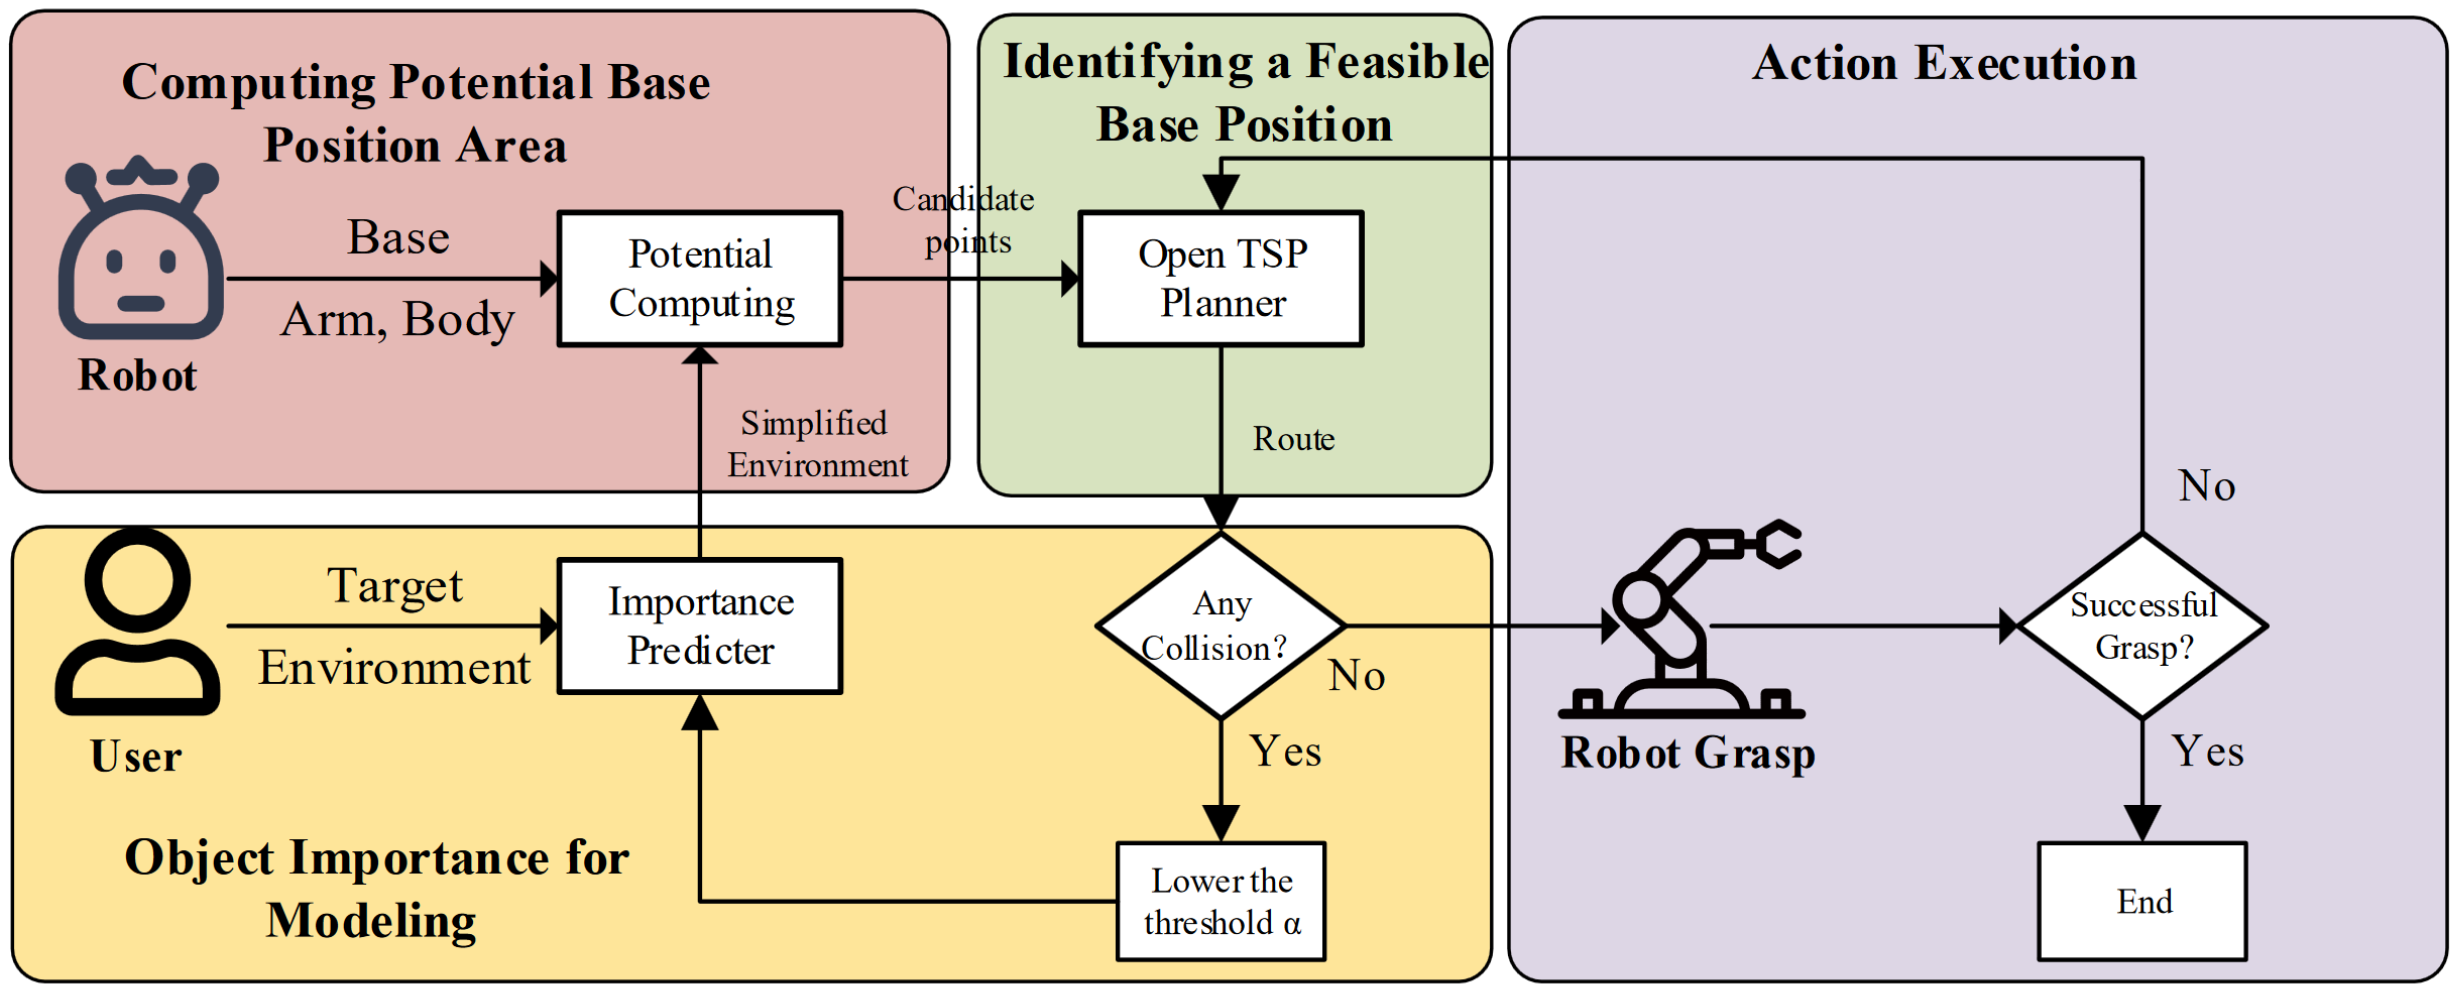 Computing Potential Base
Position Area
Robot
Base
Arm, Body
Potential
Computing
Candidate
points
Simplified
Environment
Identifying a Feasible
Base Position
Open TSP
Planner
Route
Action Execution
No
Successful
Grasp?
Yes
End
Robot Grasp
User
Target
Environment
Importance
Predicter
Any
Collision?
No
Yes
Lower the
threshold α
Object Importance for
Modeling